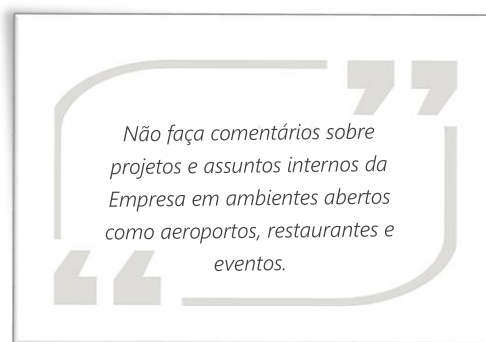 Não faça comentários sobre
projetos e assuntos internos da
Empresa em ambientes abertos
como aeroportos, restaurantes e
eventos.